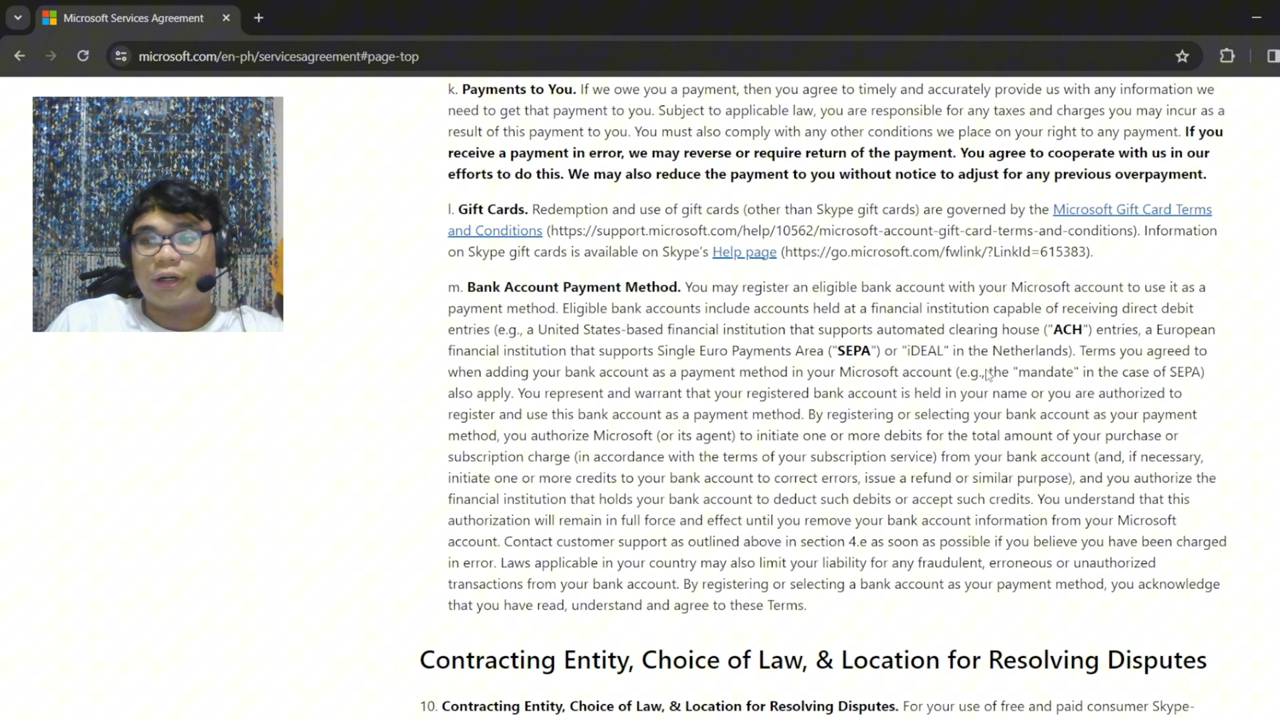 Microsoft Services Agreement
microsoft.com/en-ph/servicesagreement#page-top
k. Payments to You. If we owe you a payment, then you agree to timely and accurately provide us with any information we
need to get that payment to you. Subject to applicable law, you are responsible for any taxes and charges you may incur as a
result of this payment to you. You must also comply with any other conditions we place on your right to any payment. If you
receive a payment in error, we may reverse or require return of the payment. You agree to cooperate with us in our
efforts to do this. We may also reduce the payment to you without notice to adjust for any previous overpayment.
l. Gift Cards. Redemption and use of gift cards (other than Skype gift cards) are governed by the Microsoft Gift Card Terms
and Conditions (https://support.microsoft.com/help/10562/microsoft-account-gift-card-terms-and-conditions). Information
on Skype gift cards is available on Skype's Help page (https://go.microsoft.com/fwlink/?LinkId=615383).
m. Bank Account Payment Method. You may register an eligible bank account with your Microsoft account to use it as a
payment method. Eligible bank accounts include accounts held at a financial institution capable of receiving direct debit
entries (e.g., a United States-based financial institution that supports automated clearing house ("ACH") entries, a European
financial institution that supports Single Euro Payments Area ("SEPA") or "iDEAL" in the Netherlands). Terms you agreed to
when adding your bank account as a payment method in your Microsoft account (e.g., the "mandate" in the case of SEPA)
also apply. You represent and warrant that your registered bank account is held in your name or you are authorized to
register and use this bank account as a payment method. By registering or selecting your bank account as your payment
method, you authorize Microsoft (or its agent) to initiate one or more debits for the total amount of your purchase or
subscription charge (in accordance with the terms of your subscription service) from your bank account (and, if necessary,
initiate one or more credits to your bank account to correct errors, issue a refund or similar purpose), and you authorize the
financial institution that holds your bank account to deduct such debits or accept such credits. You understand that this
authorization will remain in full force and effect until you remove your bank account information from your Microsoft
account. Contact customer support as outlined above in section 4.e as soon as possible if you believe you have been charged
in error. Laws applicable in your country may also limit your liability for any fraudulent, erroneous or unauthorized
transactions from your bank account. By registering or selecting a bank account as your payment method, you acknowledge
that you have read, understand and agree to these Terms.
Contracting Entity, Choice of Law, & Location for Resolving Disputes
10. Contracting Entity, Choice of Law, & Location for Resolving Disputes. For your use of free and paid consumer Skype-